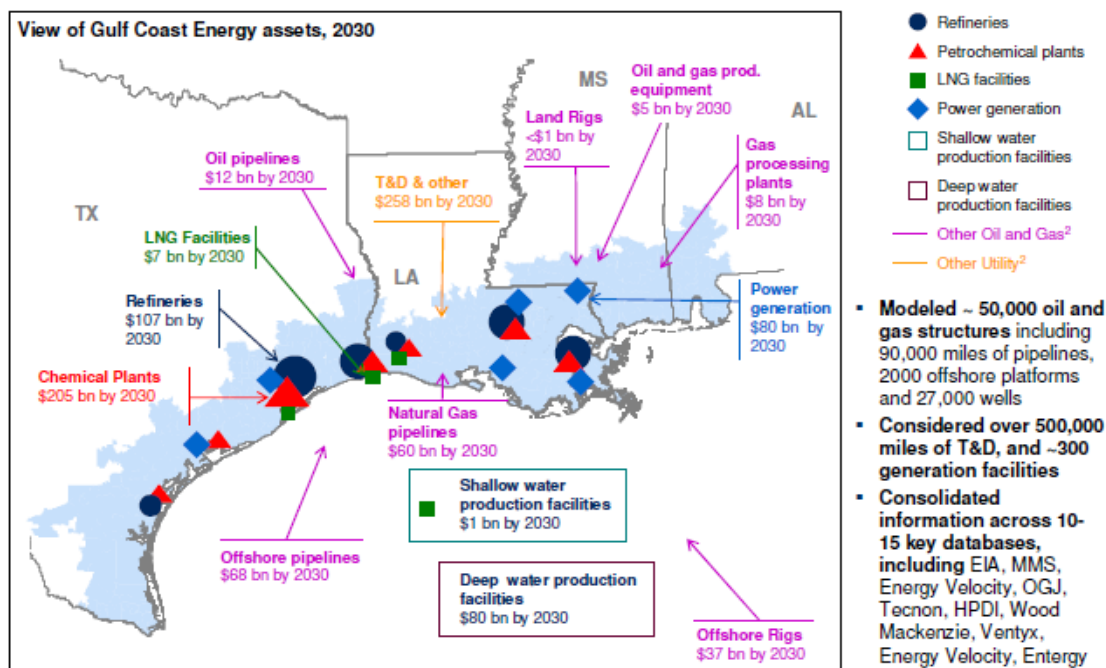 View of Gulf Coast Energy assets, 2030
MS
Oil and gas prod.
equipment
$5 bn by 2030
AL
Land Rigs
<$1 bn by
2030
Oil pipelines
$12 bn by 2030
T&D & other
$258 bn by 2030
Gas
processing
plants
$8 bn by
2030
TX
LNG Facilities
$7 bn by 2030
LA
Refineries
$107 bn by
2030
Power
generation
$80 bn by
2030
Chemical Plants
$205 bn by 2030
Natural Gas
pipelines
$60 bn by 2030
Shallow water
production facilities
$1 bn by 2030
Offshore pipelines
$68 bn by 2030
Deep water production
facilities
$80 bn by 2030
Offshore Rigs
$37 bn by 2030
Refineries
Petrochemical plants
LNG facilities
Power generation
Shallow water
production facilities
Deep water
production facilities
Other Oil and Gas2
Other Utility2
▪ Modeled ~ 50,000 oil and
gas structures including
90,000 miles of pipelines,
2000 offshore platforms
and 27,000 wells
▪ Considered over 500,000
miles of T&D, and ~300
generation facilities
▪ Consolidated
information across 10-
15 key databases,
including EIA, MMS,
Energy Velocity, OGJ,
Tecnon, HPDI, Wood
Mackenzie, Ventyx,
Energy Velocity, Entergy